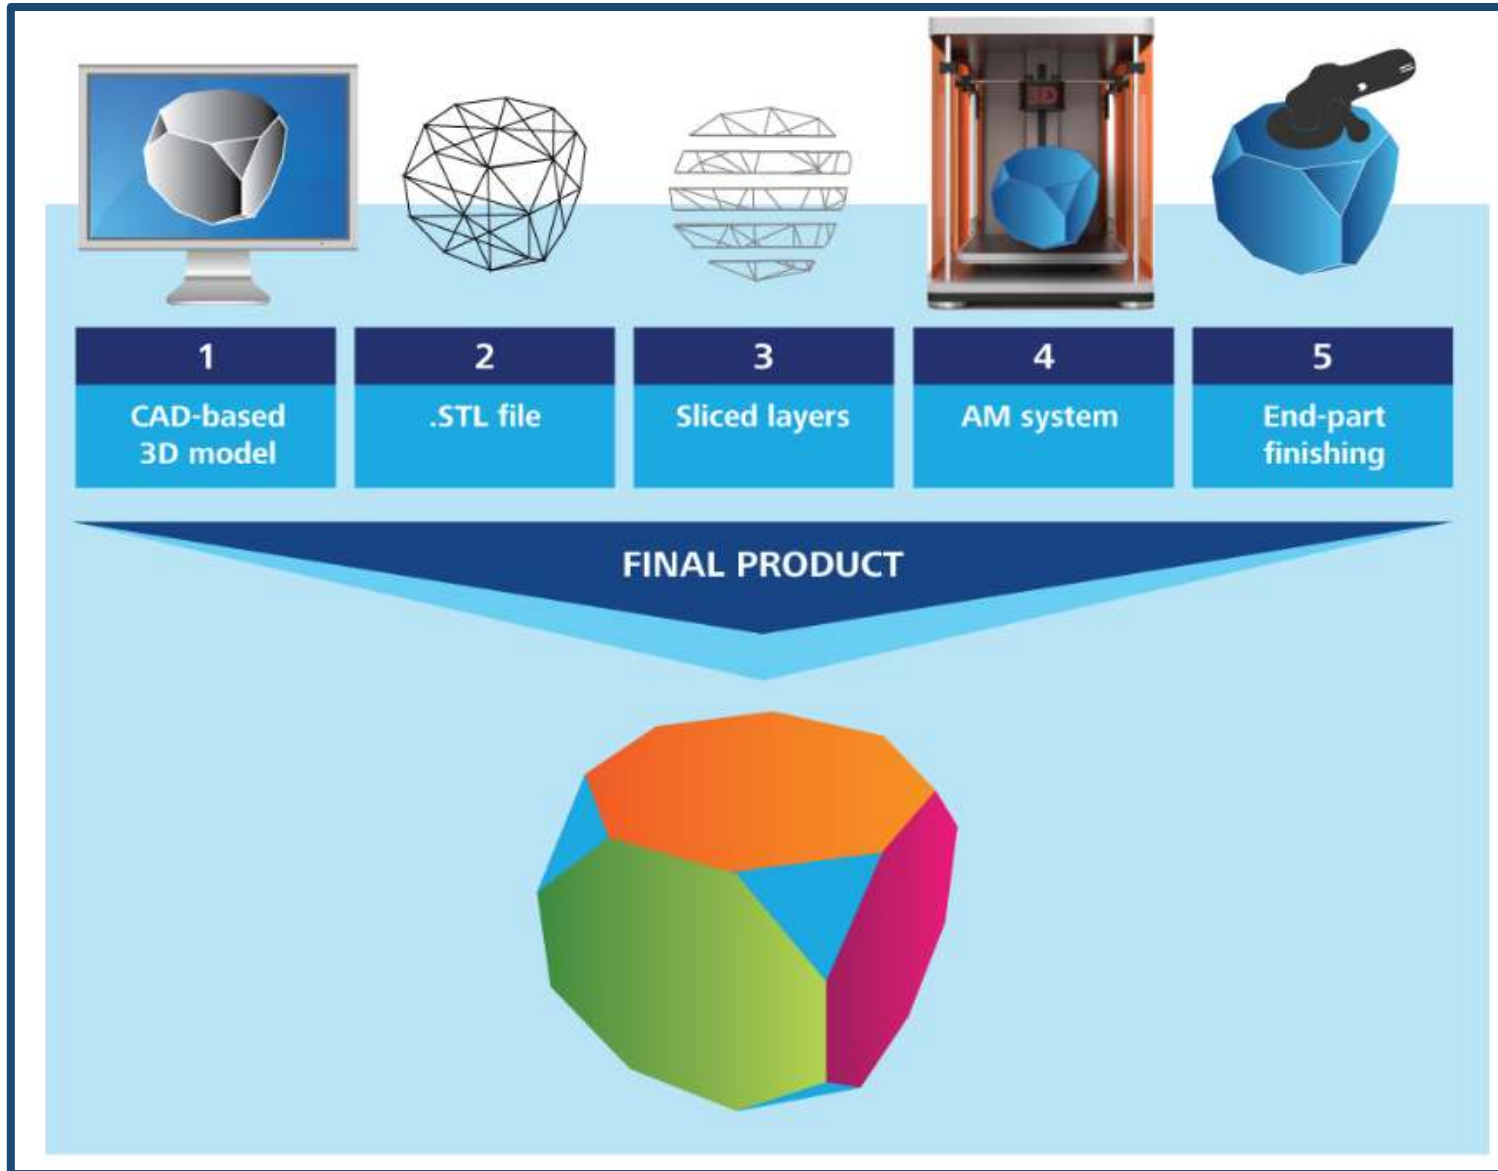 3D
1
CAD-based
3D model
2
.STL file
3
Sliced layers
4
AM system
5
End-part
finishing
FINAL PRODUCT